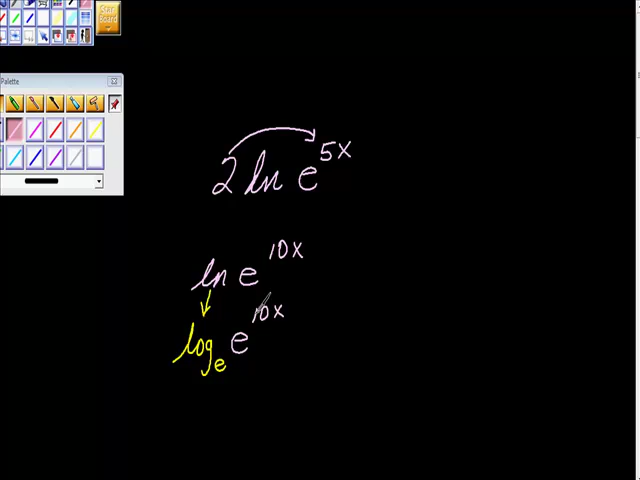 Star
Board
Palette
2 ln e^5x
ln e^10x
log_e e^10x